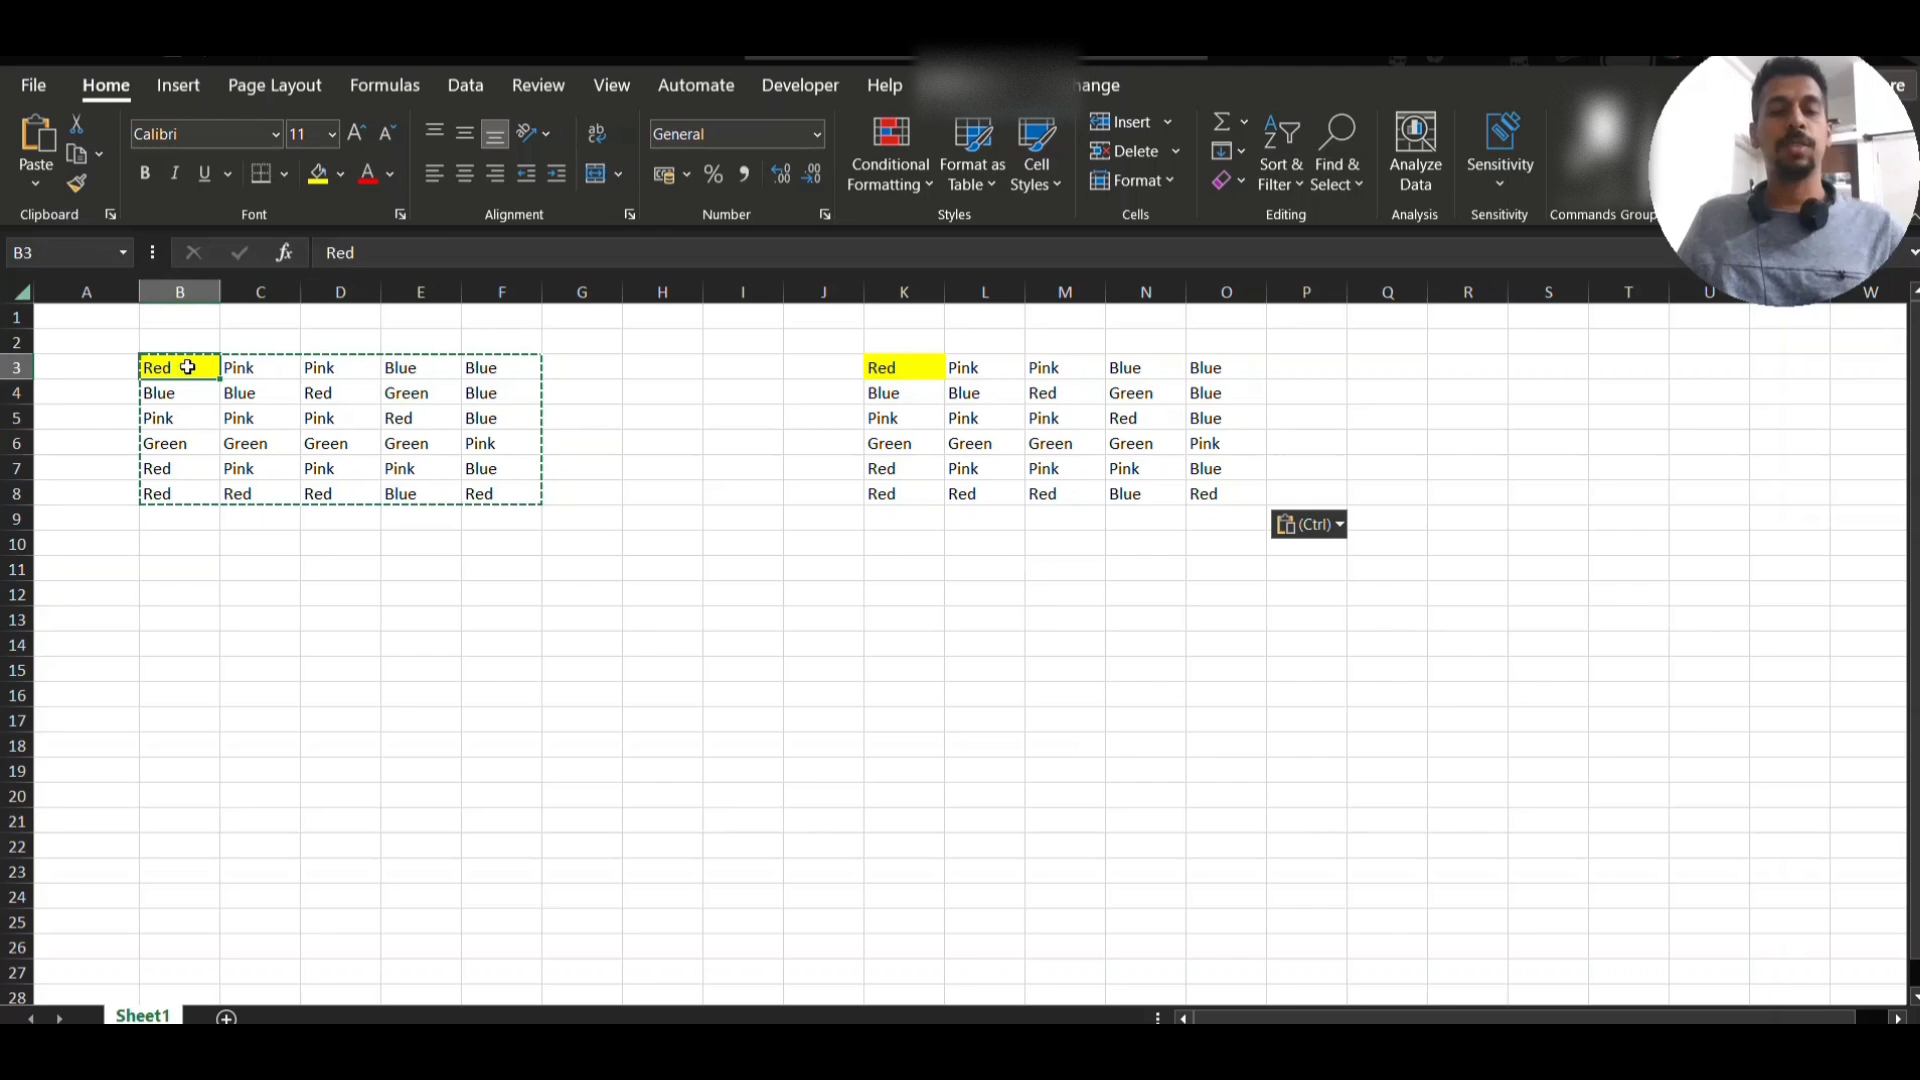 File Home Insert Page Layout Formulas Data Review View Automate Developer Help hange re
Paste
Clipboard
Calibri 11
B I U A
Font
ab
Alignment
General
% 9
Number
Conditional Formatting
Format as Table
Cell Styles
Styles
Insert
Delete
Format
Cells
Sort & Filter
Find & Select
Editing
Analyze Data
Analysis
Sensitivity
Sensitivity
Commands Group
B3 fx Red
A B C D E F G H I J K L M N O P Q R S T U W
1
2
3 Red Pink Pink Blue Blue Red Pink Pink Blue Blue
4 Blue Blue Red Green Blue Blue Blue Red Green Blue
5 Pink Pink Pink Red Blue Pink Pink Pink Red Blue
6 Green Green Green Green Pink Green Green Green Green Pink
7 Red Pink Pink Pink Blue Red Pink Pink Pink Blue
8 Red Red Red Blue Red Red Red Red Blue Red
9 (Ctrl)
10
11
12
13
14
15
16
17
18
19
20
21
22
23
24
25
26
27
28
Sheet1